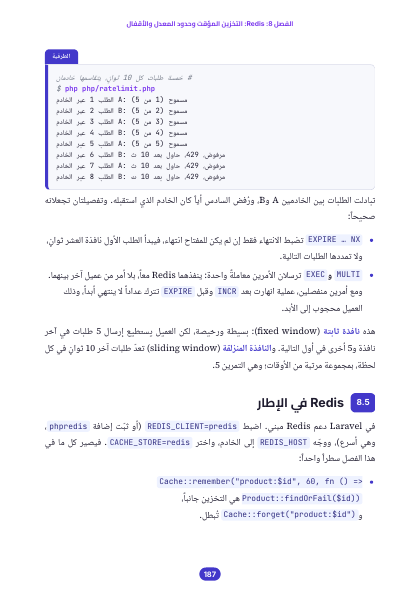 الفصل 8: Redis: التخزين المؤقت وحدود المعدل والأقفال
الطرفية
# خمسة طلبات كل 10 ثوانٍ، يتقاسمها خادمان
$ php php/ratelimit.php
الطلب 1 عبر الخادم A: مسموح (1 من 5)
الطلب 2 عبر الخادم B: مسموح (2 من 5)
الطلب 3 عبر الخادم A: مسموح (3 من 5)
الطلب 4 عبر الخادم B: مسموح (4 من 5)
الطلب 5 عبر الخادم A: مسموح (5 من 5)
الطلب 6 عبر الخادم B: مرفوض، 429، حاول بعد 10 ث
الطلب 7 عبر الخادم A: مرفوض، 429، حاول بعد 10 ث
الطلب 8 عبر الخادم B: مرفوض، 429، حاول بعد 10 ث
تبادلت الطلبات بين الخادمين A وB، ورُفض السادس أياً كان الخادم الذي استقبله. وتفصيلتان تجعلانه
صحيحاً:
• EXPIRE … NX تضبط الانتهاء فقط إن لم يكن للمفتاح انتهاء، فيبدأ الطلب الأول نافذة العشر ثوانٍ،
ولا تمددها الطلبات التالية.
• MULTI و EXEC ترسلان الأمرين معاملةً واحدة: ينفذهما Redis معاً، بلا أمر من عميل آخر بينهما.
ومع أمرين منفصلين، عملية انهارت بعد INCR وقبل EXPIRE تترك عداداً لا ينتهي أبداً، وذلك
العميل محجوب إلى الأبد.
هذه نافذة ثابتة (fixed window): بسيطة ورخيصة، لكن العميل يستطيع إرسال 5 طلبات في آخر
نافذة و5 أخرى في أول التالية. والنافذة المنزلقة (sliding window) تعدّ طلبات آخر 10 ثوانٍ في كل
لحظة، بمجموعة مرتبة من الأوقات؛ وهي التمرين 5.
8.5 Redis في الإطار
في Laravel دعم Redis مبني. اضبط REDIS_CLIENT=predis (أو ثبّت إضافة phpredis،
وهي أسرع)، ووجّه REDIS_HOST إلى الخادم، واختر CACHE_STORE=redis. فيصير كل ما في
هذا الفصل سطراً واحداً:
• Cache::remember("product:$id", 60, fn () =>
Product::findOrFail($id)) هي التخزين جانباً،
و Cache::forget("product:$id") تُبطل.
187